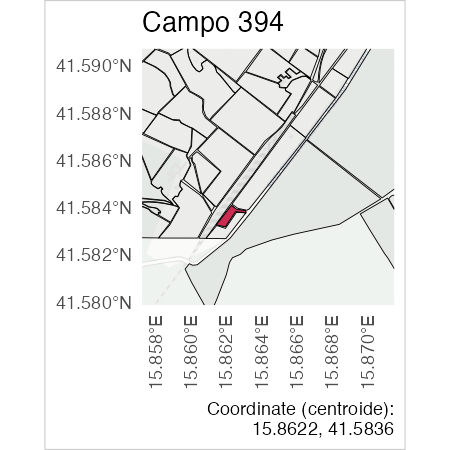 Campo 394
41.590°N
41.588°N
41.586°N
41.584°N
41.582°N
41.580°N
15.858°E
15.860°E
15.862°E
15.864°E
15.866°E
15.868°E
15.870°E
Coordinate (centroide):
15.8622, 41.5836